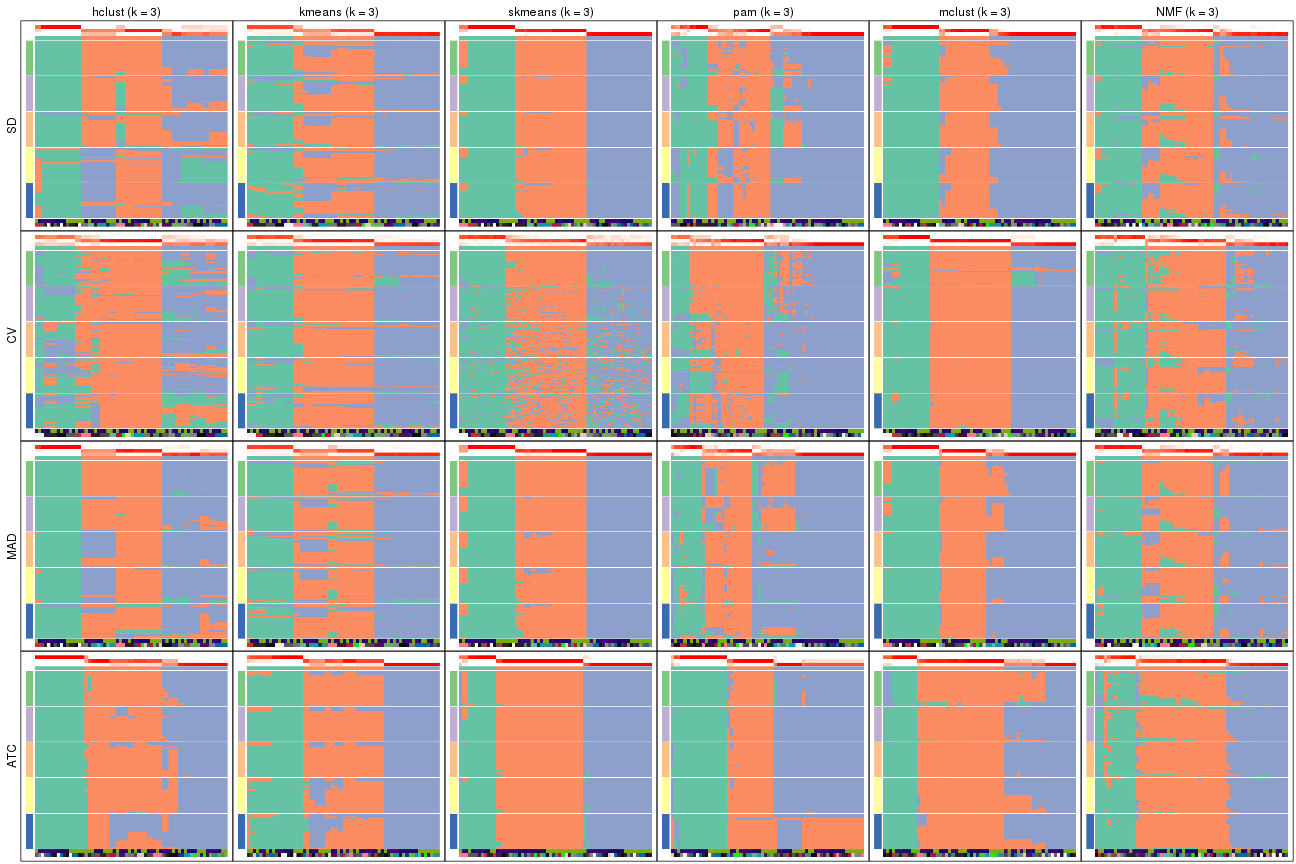 hclust (k = 3) kmeans (k = 3) skmeans (k = 3) pam (k = 3) mclust (k = 3) NMF (k = 3)
SD
CV
MAD
ATC